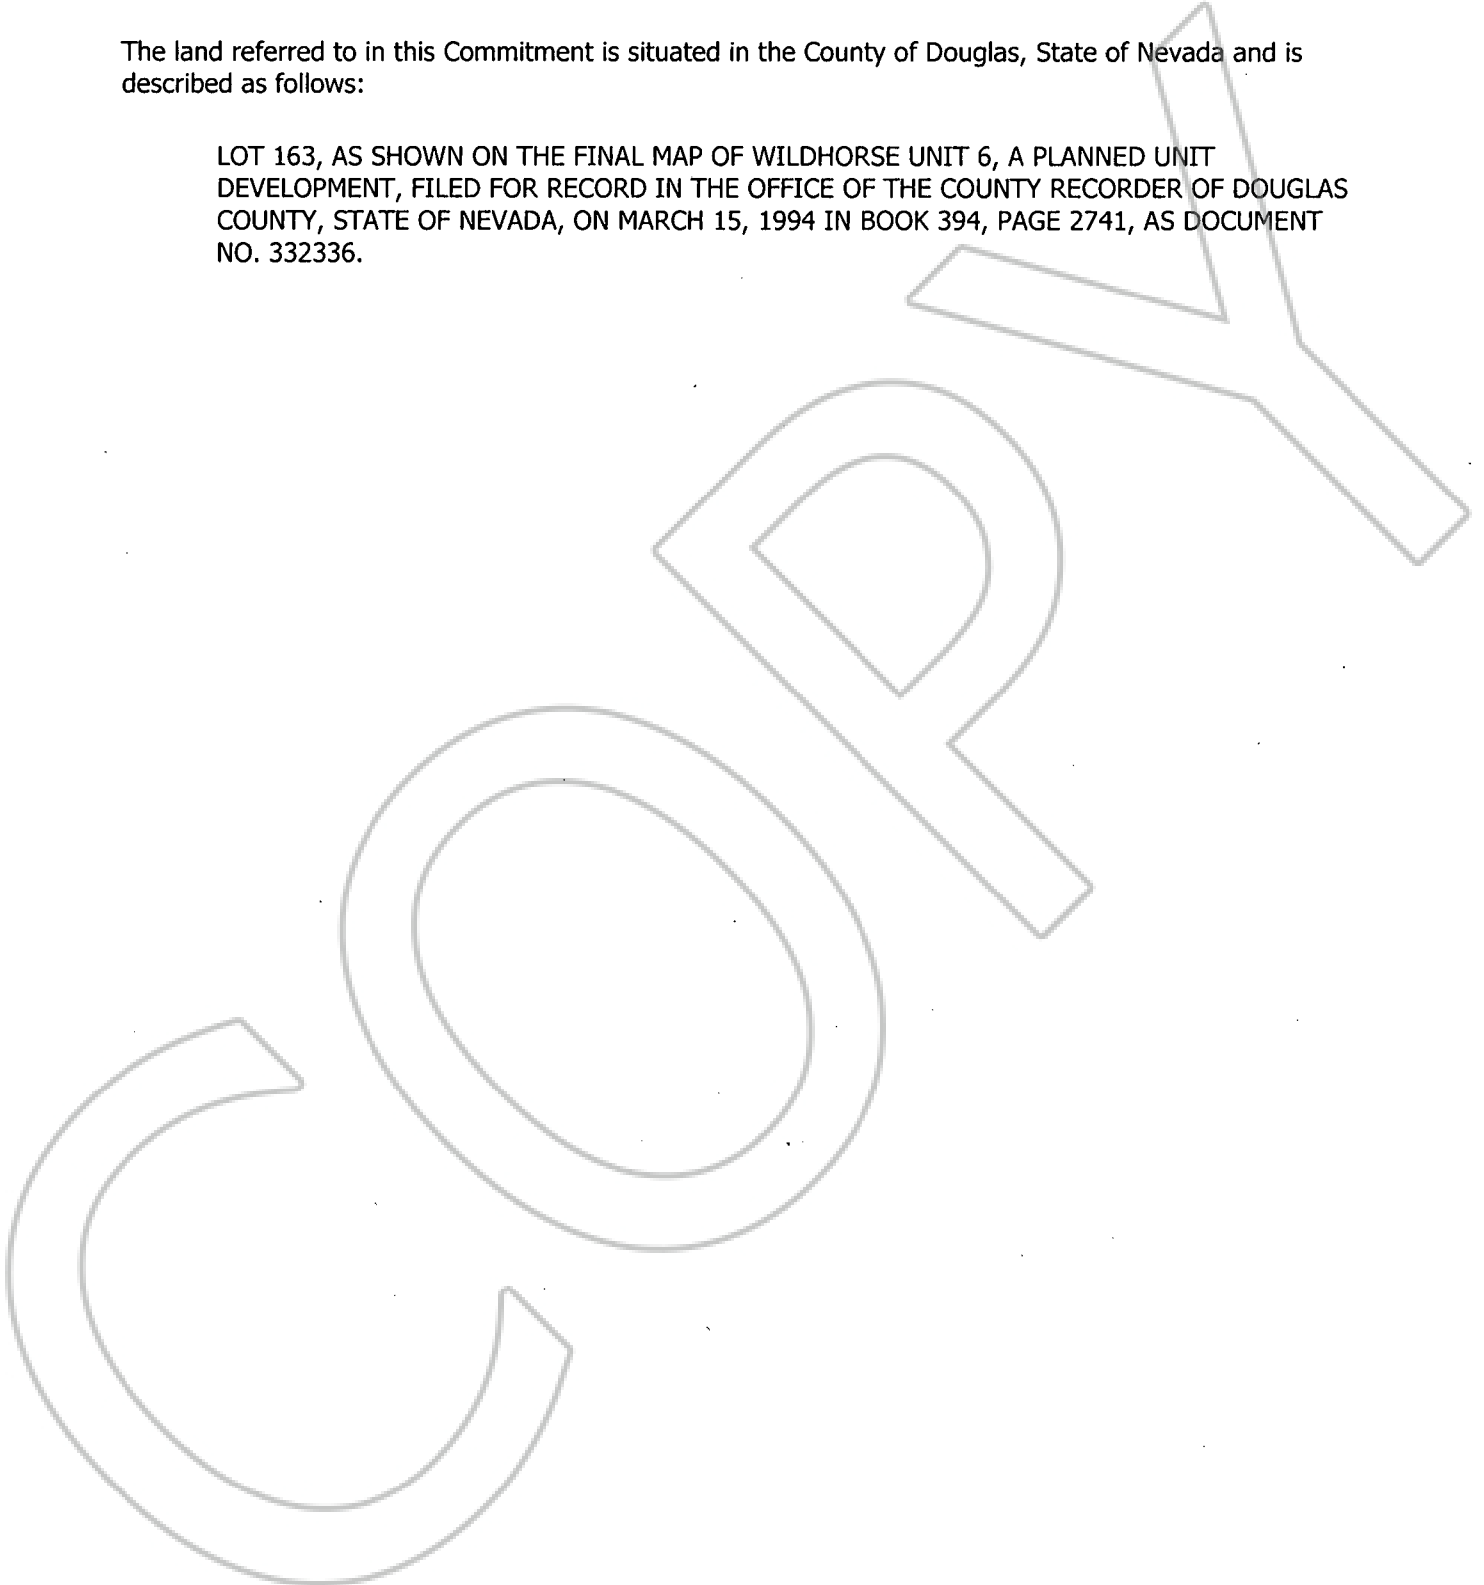 The land referred to in this Commitment is situated in the County of Douglas, State of Nevada and is
described as follows:
LOT 163, AS SHOWN ON THE FINAL MAP OF WILDHORSE UNIT 6, A PLANNED UNIT
DEVELOPMENT, FILED FOR RECORD IN THE OFFICE OF THE COUNTY RECORDER OF DOUGLAS
COUNTY, STATE OF NEVADA, ON MARCH 15, 1994 IN BOOK 394, PAGE 2741, AS DOCUMENT
NO. 332336.
COPY